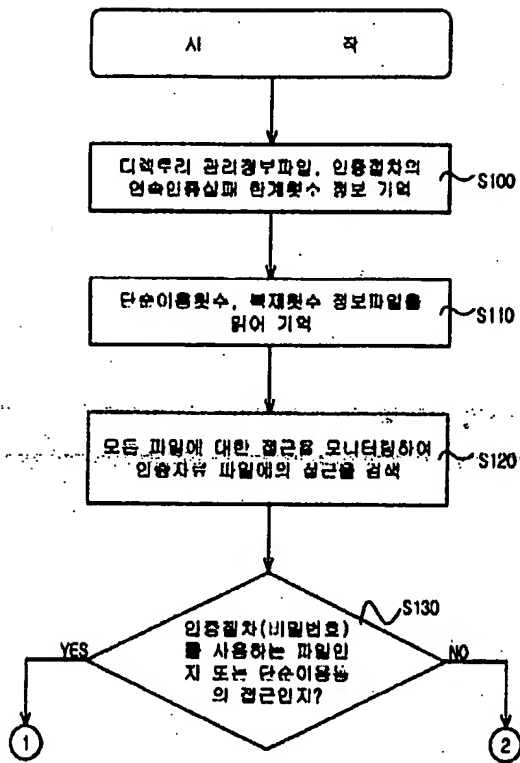 시 작
디렉토리 관리정보파일, 인증절차의
연속인증실패 한계횟수 정보 기억
S100
단순이용횟수, 복제횟수 정보파일을
읽어 기억
S110
모든 파일에 대한 접근을 모니터링하여
인증자료 파일에의 접근을 검색
S120
S130
인증절차(비밀번호)
를 사용하는 파일인
지 또는 단순이용등
의 접근인지?
YES
NO
1
2